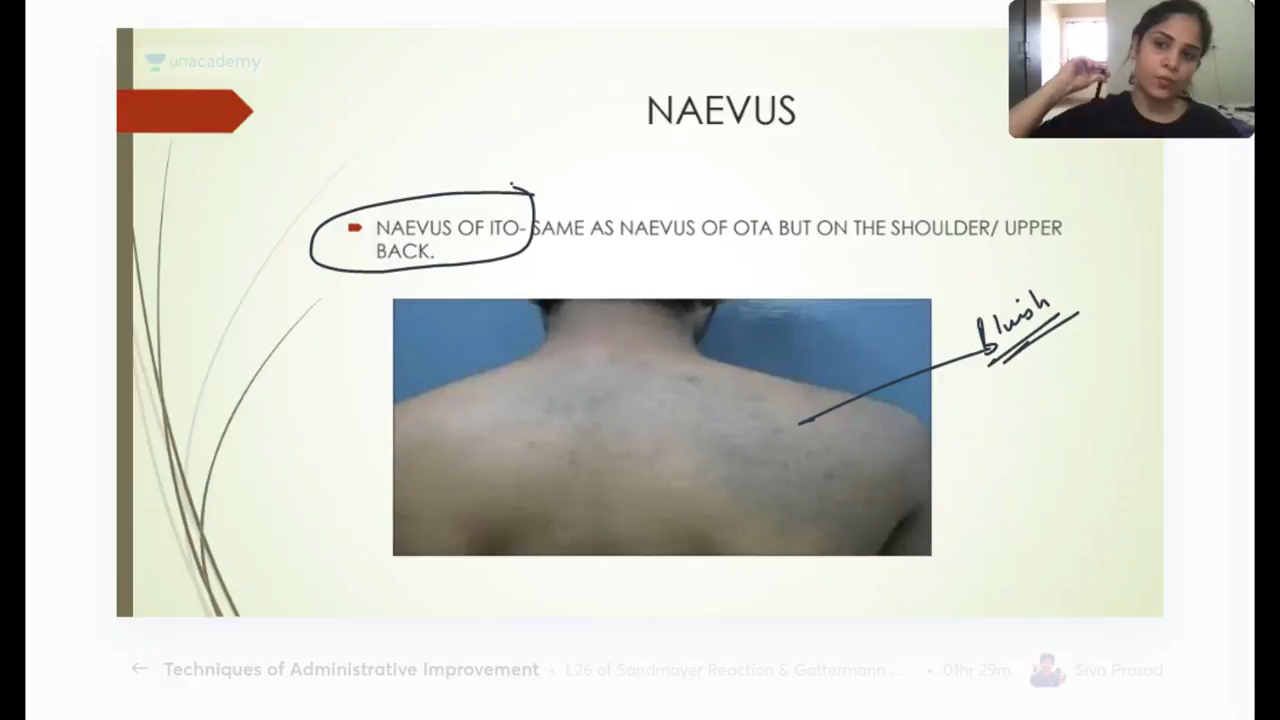 unacademy
NAEVUS
NAEVUS OF ITO- SAME AS NAEVUS OF OTA BUT ON THE SHOULDER/ UPPER
BACK.
Bluish
← Techniques of Administrative Improvement • L26 of Sandmayer Reaction & Gattermann.... • 01hr 29m Siva Prasad